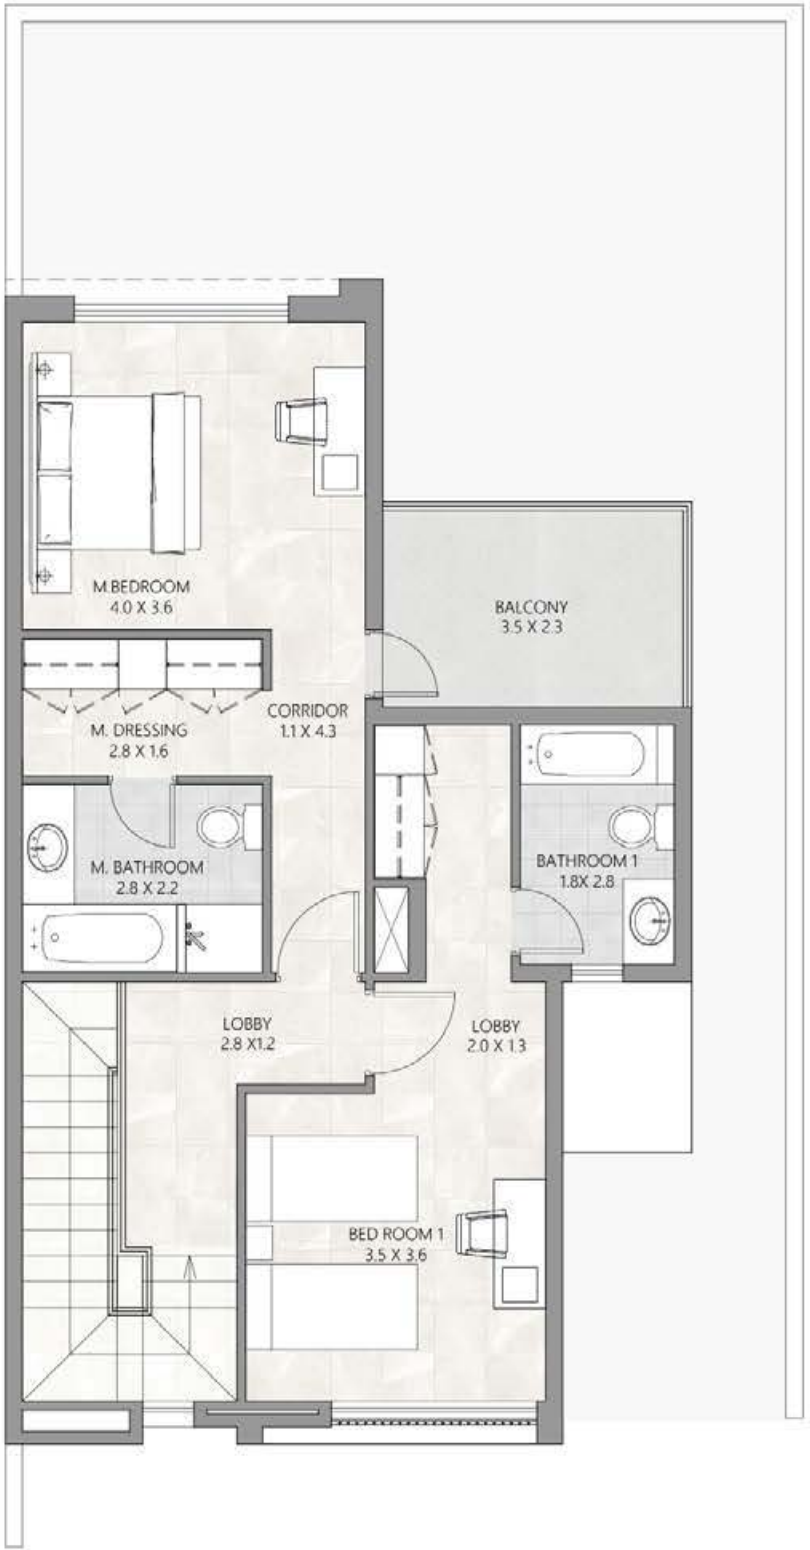 M.BEDROOM
4.0 X 3.6
BALCONY
3.5 X 2.3
CORRIDOR
1.1 X 4.3
M. DRESSING
2.8 X 1.6
M. BATHROOM
2.8 X 2.2
BATHROOM 1
1.8X 2.8
LOBBY
2.8 X1.2
LOBBY
2.0 X 1.3
BED ROOM 1
3.5 X 3.6